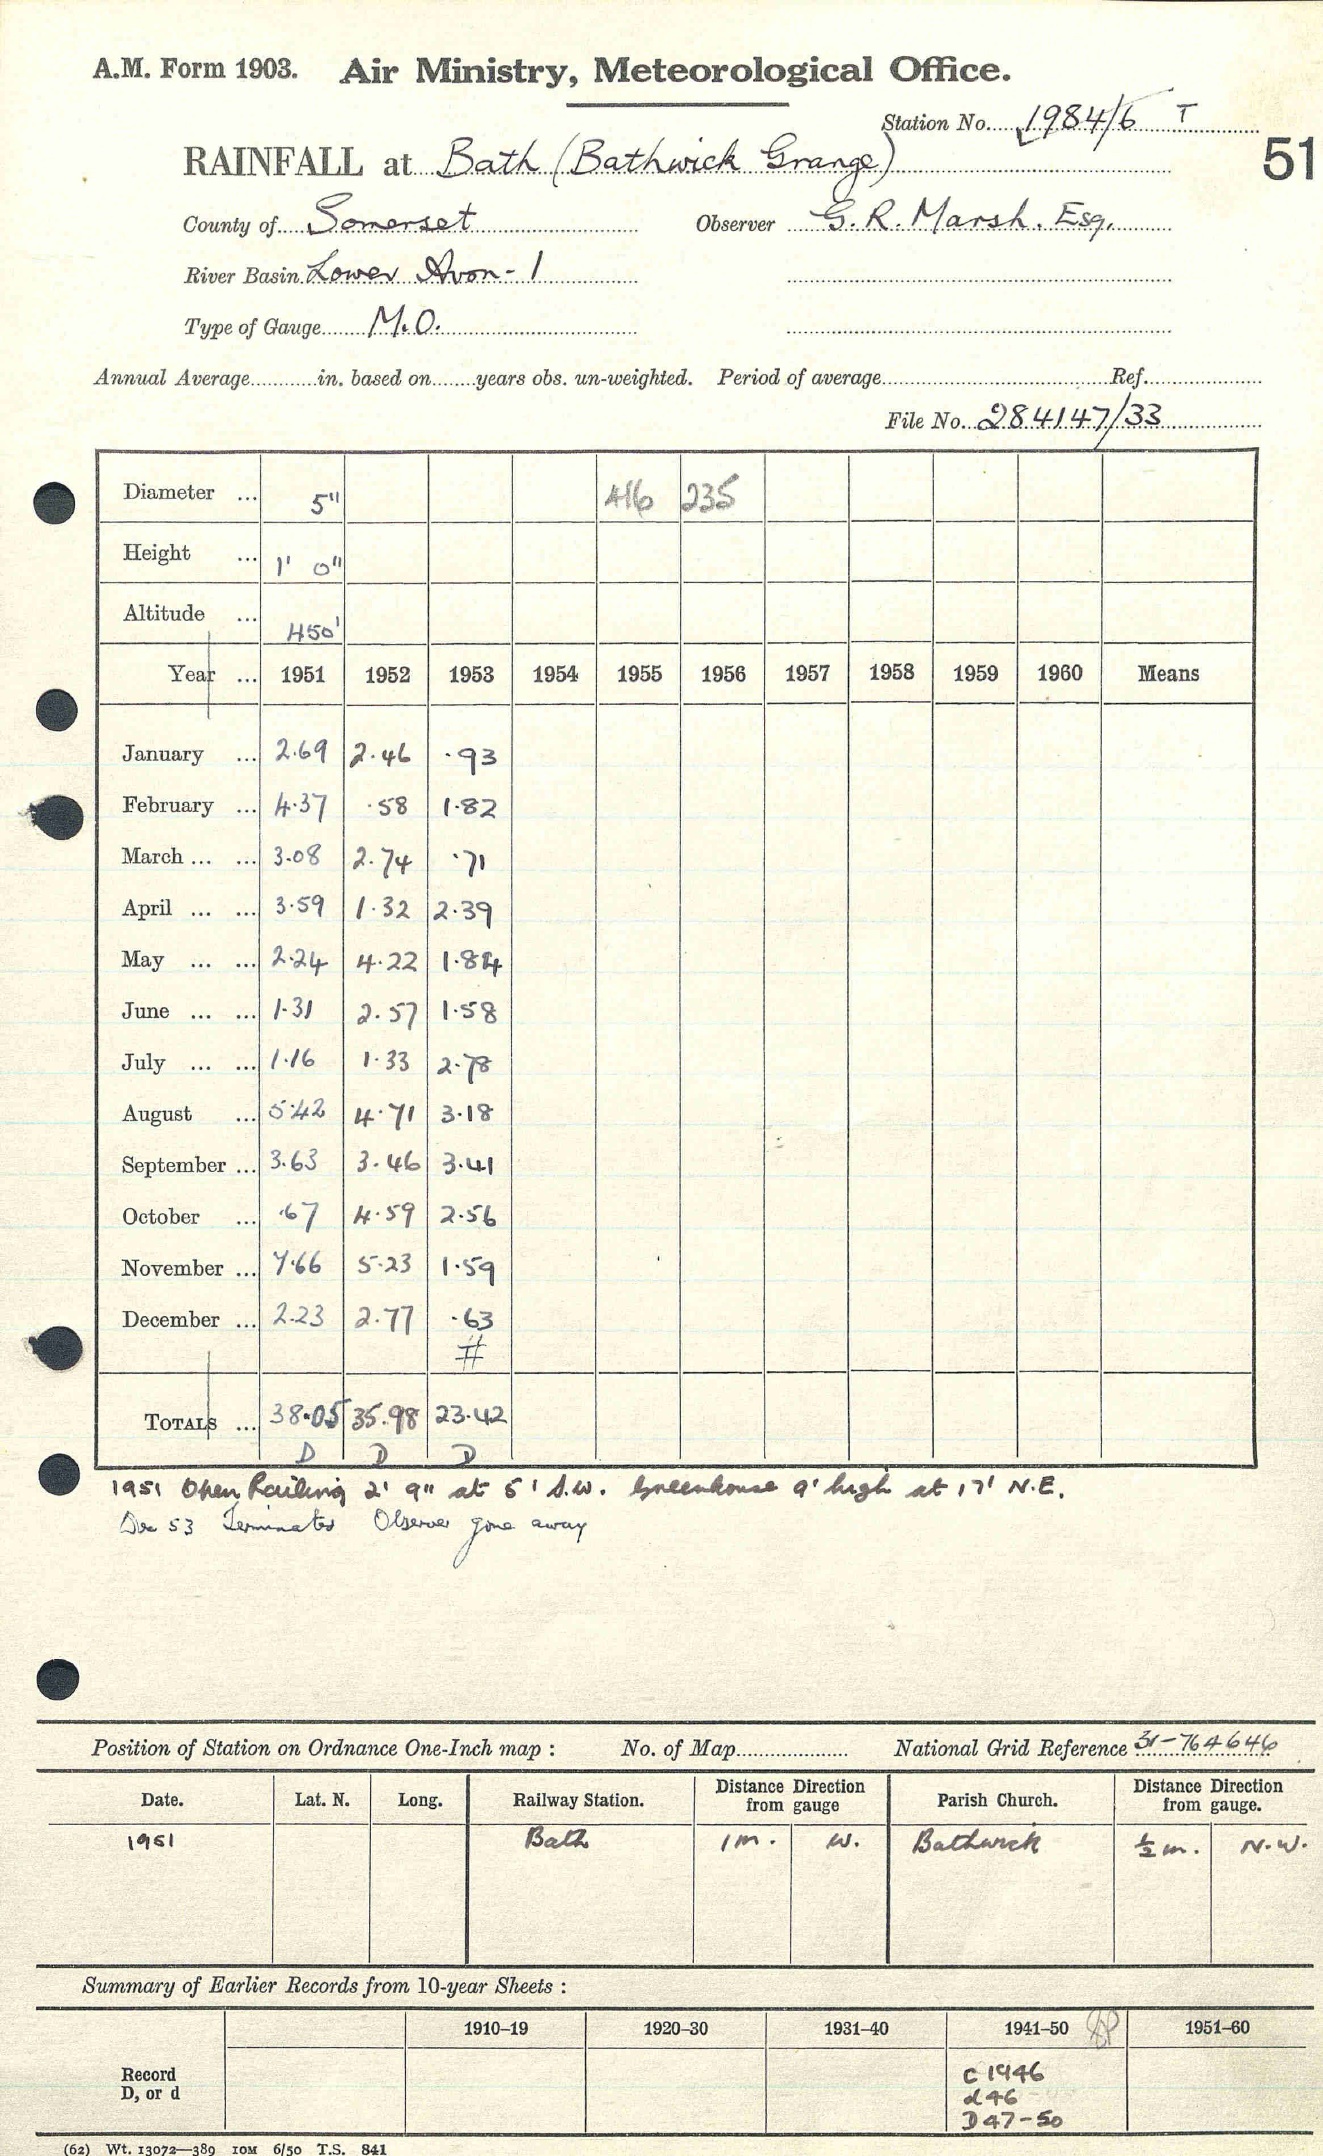 A.M. Form 1903. Air Ministry, Meteorological Office.
Station No. 1984/6 T
RAINFALL at Bath (Bathwick Grange)
51
County of Somerset Observer G. R. Marsh. Esq.
River Basin Lower Avon - 1
Type of Gauge M.O.
Annual Average in. based on years obs. un-weighted. Period of average Ref.
File No. 284147/33
Diameter ... 5" 416 235
Height ... 1' 0"
Altitude ... 450'
Year ... 1951 1952 1953 1954 1955 1956 1957 1958 1959 1960 Means
January ... 2.69 2.46 .93
February ... 4.37 .58 1.82
March ... ... 3.08 2.74 .71
April ... ... 3.59 1.32 2.39
May ... ... 2.24 4.22 1.84
June ... ... 1.31 2.57 1.58
July ... ... 1.16 1.33 2.78
August ... 5.42 4.71 3.18
September ... 3.63 3.46 3.41
October ... .67 4.59 2.56
November ... 7.66 5.23 1.59
December ... 2.23 2.77 .63
#
TOTALS ... 38.05 35.98 23.42
D D D
1951 Open Railing 2' 9" at 5' S.W. Greenhouse 9' high at 17' N.E.
Dec 53 Terminated Observer gone away
Position of Station on Ordnance One-Inch map : No. of Map National Grid Reference 31-764646
Date. Lat. N. Long. Railway Station. Distance Direction from gauge Parish Church. Distance Direction from gauge.
1951 Bath 1 m. W. Bathwick ½ m. N.W.
Summary of Earlier Records from 10-year Sheets :
1910–19 1920–30 1931–40 1941–50 1951–60
Record D, or d
C 1946
d 46
D 47-50
(62) Wt. 13072—389 10M 6/50 T.S. 841